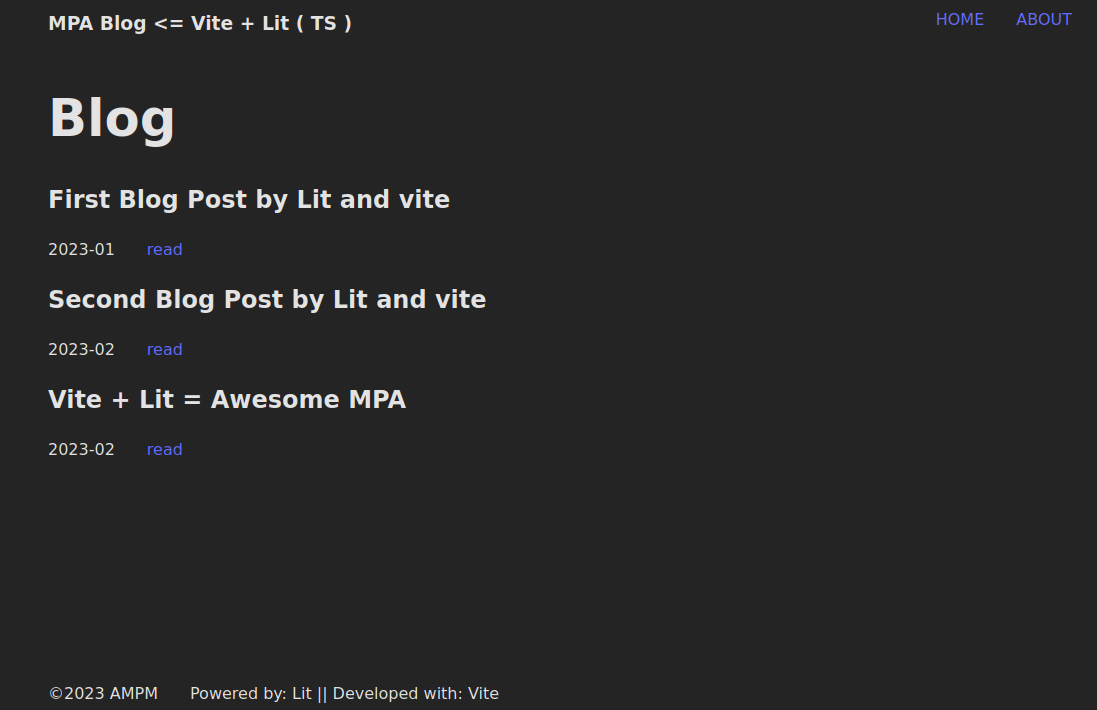 MPA Blog <= Vite + Lit ( TS ) HOME ABOUT
Blog
First Blog Post by Lit and vite
2023-01 read
Second Blog Post by Lit and vite
2023-02 read
Vite + Lit = Awesome MPA
2023-02 read
©2023 AMPM Powered by: Lit || Developed with: Vite